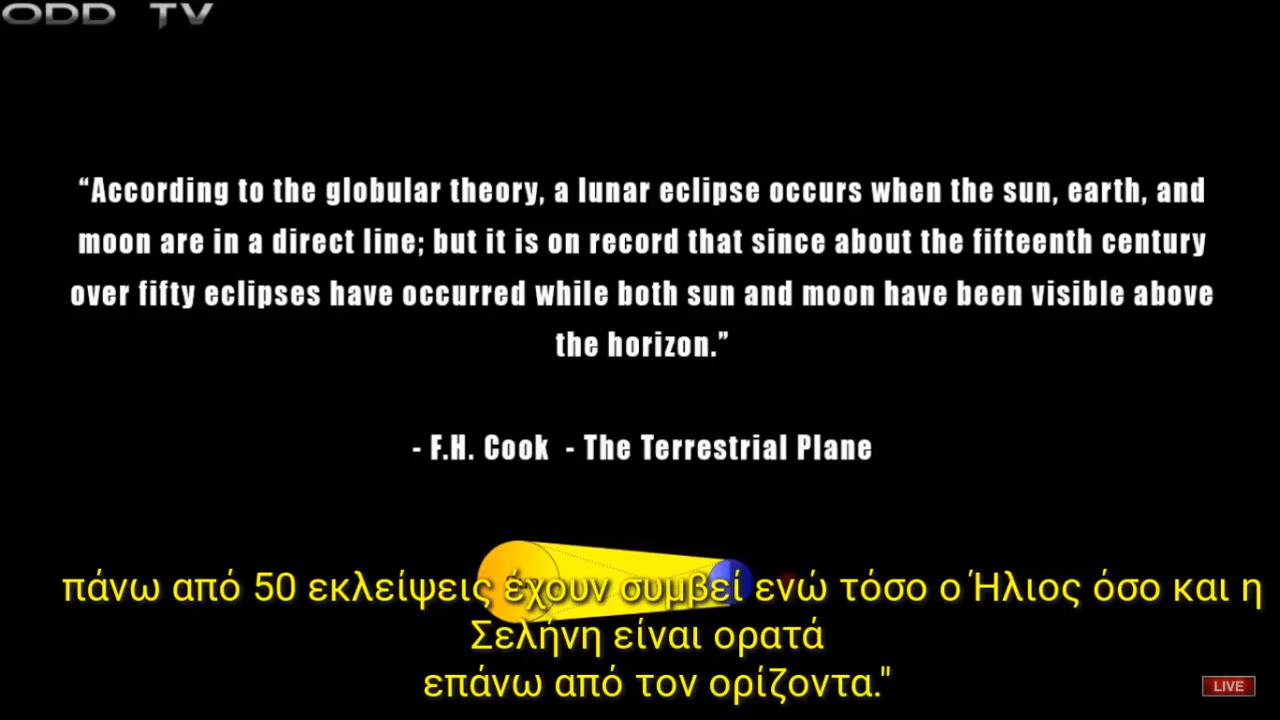 ODD TV
“According to the globular theory, a lunar eclipse occurs when the sun, earth, and
moon are in a direct line; but it is on record that since about the fifteenth century
over fifty eclipses have occurred while both sun and moon have been visible above
the horizon.”
- F.H. Cook - The Terrestrial Plane
πάνω από 50 εκλείψεις έχουν συμβεί ενώ τόσο ο Ήλιος όσο και η
Σελήνη είναι ορατά
επάνω από τον ορίζοντα."
LIVE